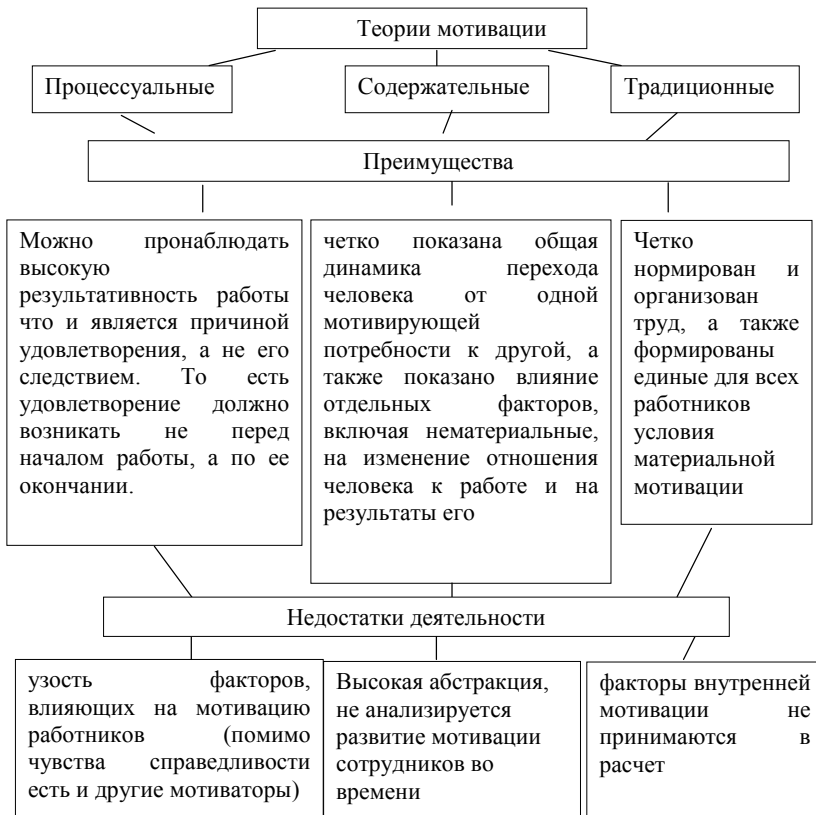 Теории мотивации
Процессуальные
Содержательные
Традиционные
Преимущества
Можно пронаблюдать
высокую
результативность работы
что и является причиной
удовлетворения, а не его
следствием. То есть
удовлетворение должно
возникать не перед
началом работы, а по ее
окончании.
четко показана общая
динамика перехода
человека от одной
мотивирующей
потребности к другой, а
также показано влияние
отдельных факторов,
включая нематериальные,
на изменение отношения
человека к работе и на
результаты его
Четко
нормирован и
организован
труд, а также
формированы
единые для всех
работников
условия
материальной
мотивации
Недостатки деятельности
узость факторов,
влияющих на мотивацию
работников (помимо
чувства справедливости
есть и другие мотиваторы)
Высокая абстракция,
не анализируется
развитие мотивации
сотрудников во
времени
факторы внутренней
мотивации не
принимаются в
расчет